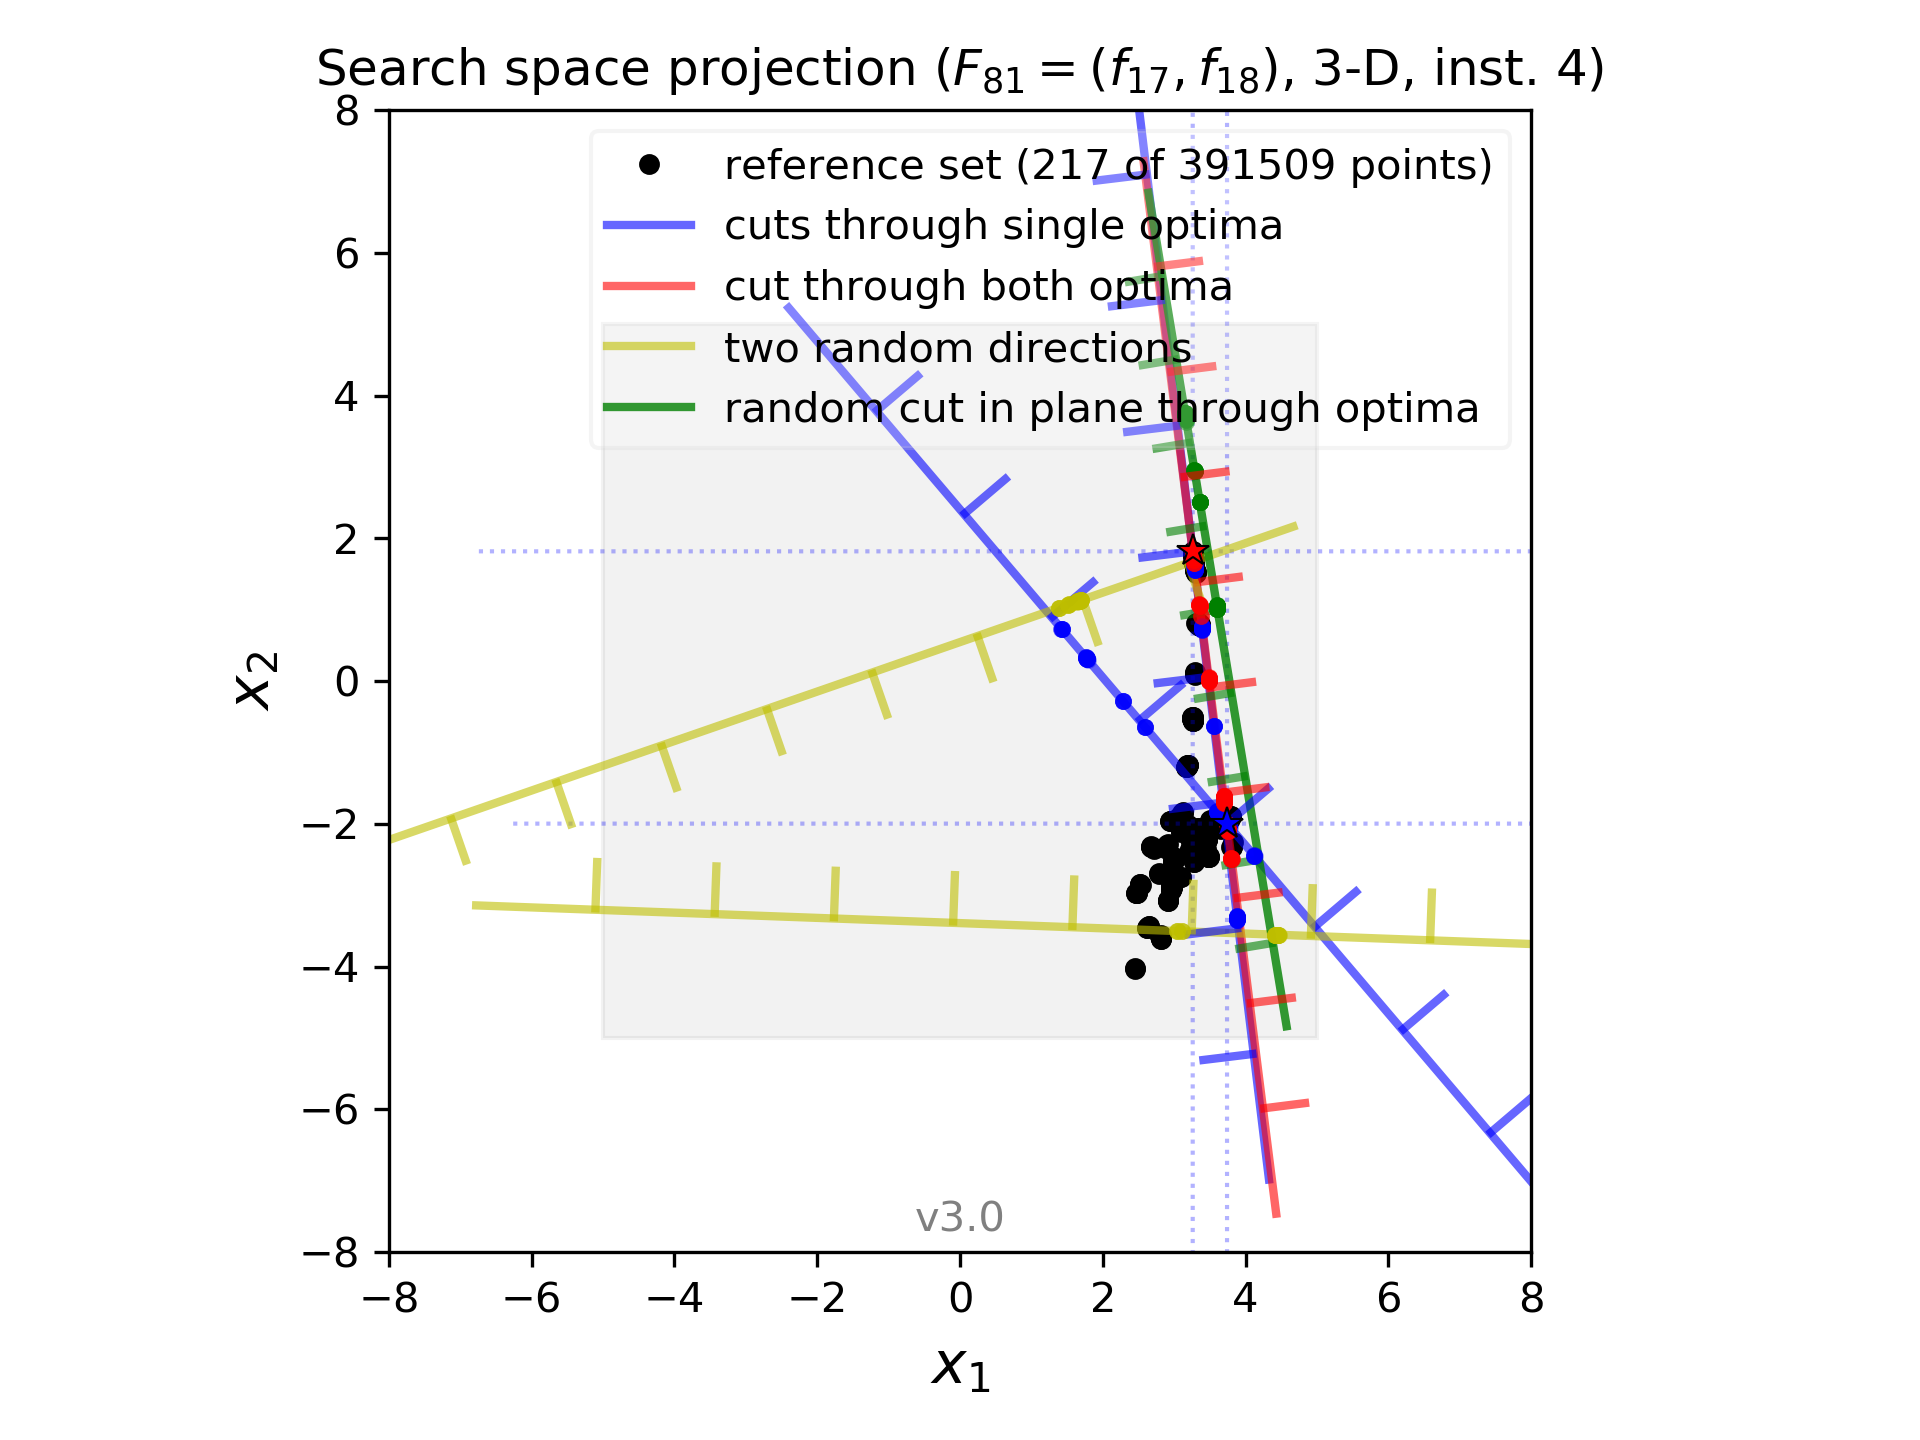 Search space projection (F₈₁ = (f₁₇, f₁₈), 3-D, inst. 4)
reference set (217 of 391509 points)
cuts through single optima
cut through both optima
two random directions
random cut in plane through optima
8
6
4
2
0
−2
−4
−6
−8
x₂
v3.0
−8 −6 −4 −2 0 2 4 6 8
x₁